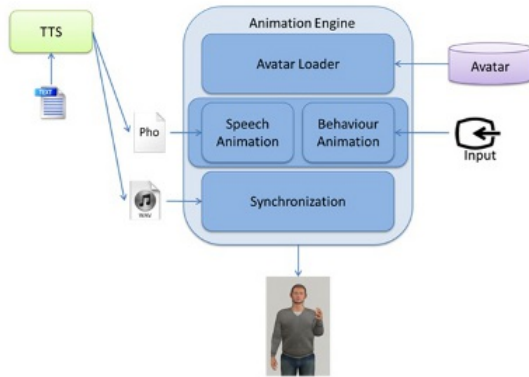 TTS
Animation Engine
Avatar Loader
Avatar
TEXT
Pho
Speech
Animation
Behaviour
Animation
Input
WAV
Synchronization